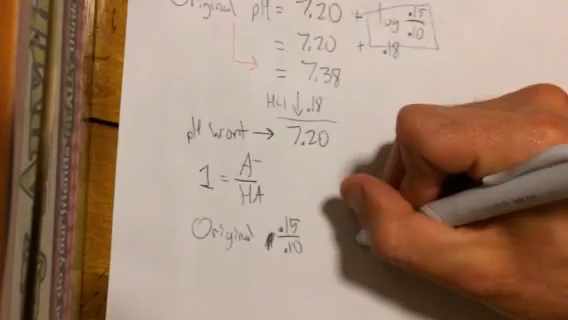 Original pH = 7.20 + log .15/.10
= 7.20 + .18
= 7.38
HCl ↓ .18
pH want → 7.20
1 = A⁻/HA
Original .15/.10